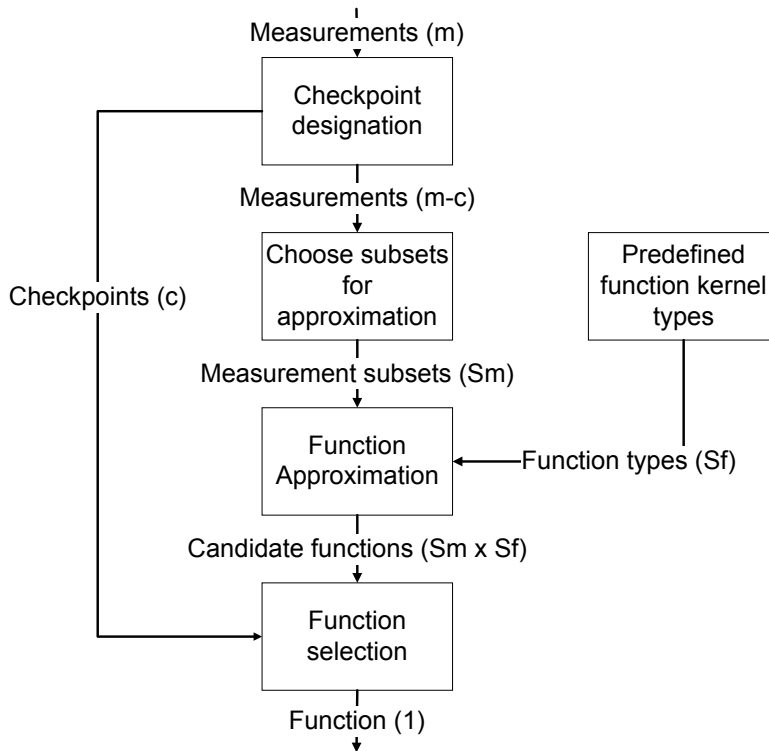 Measurements (m)
Checkpoint
designation
Measurements (m-c)
Choose subsets
for
approximation
Predefined
function kernel
types
Checkpoints (c)
Measurement subsets (Sm)
Function
Approximation
Function types (Sf)
Candidate functions (Sm x Sf)
Function
selection
Function (1)